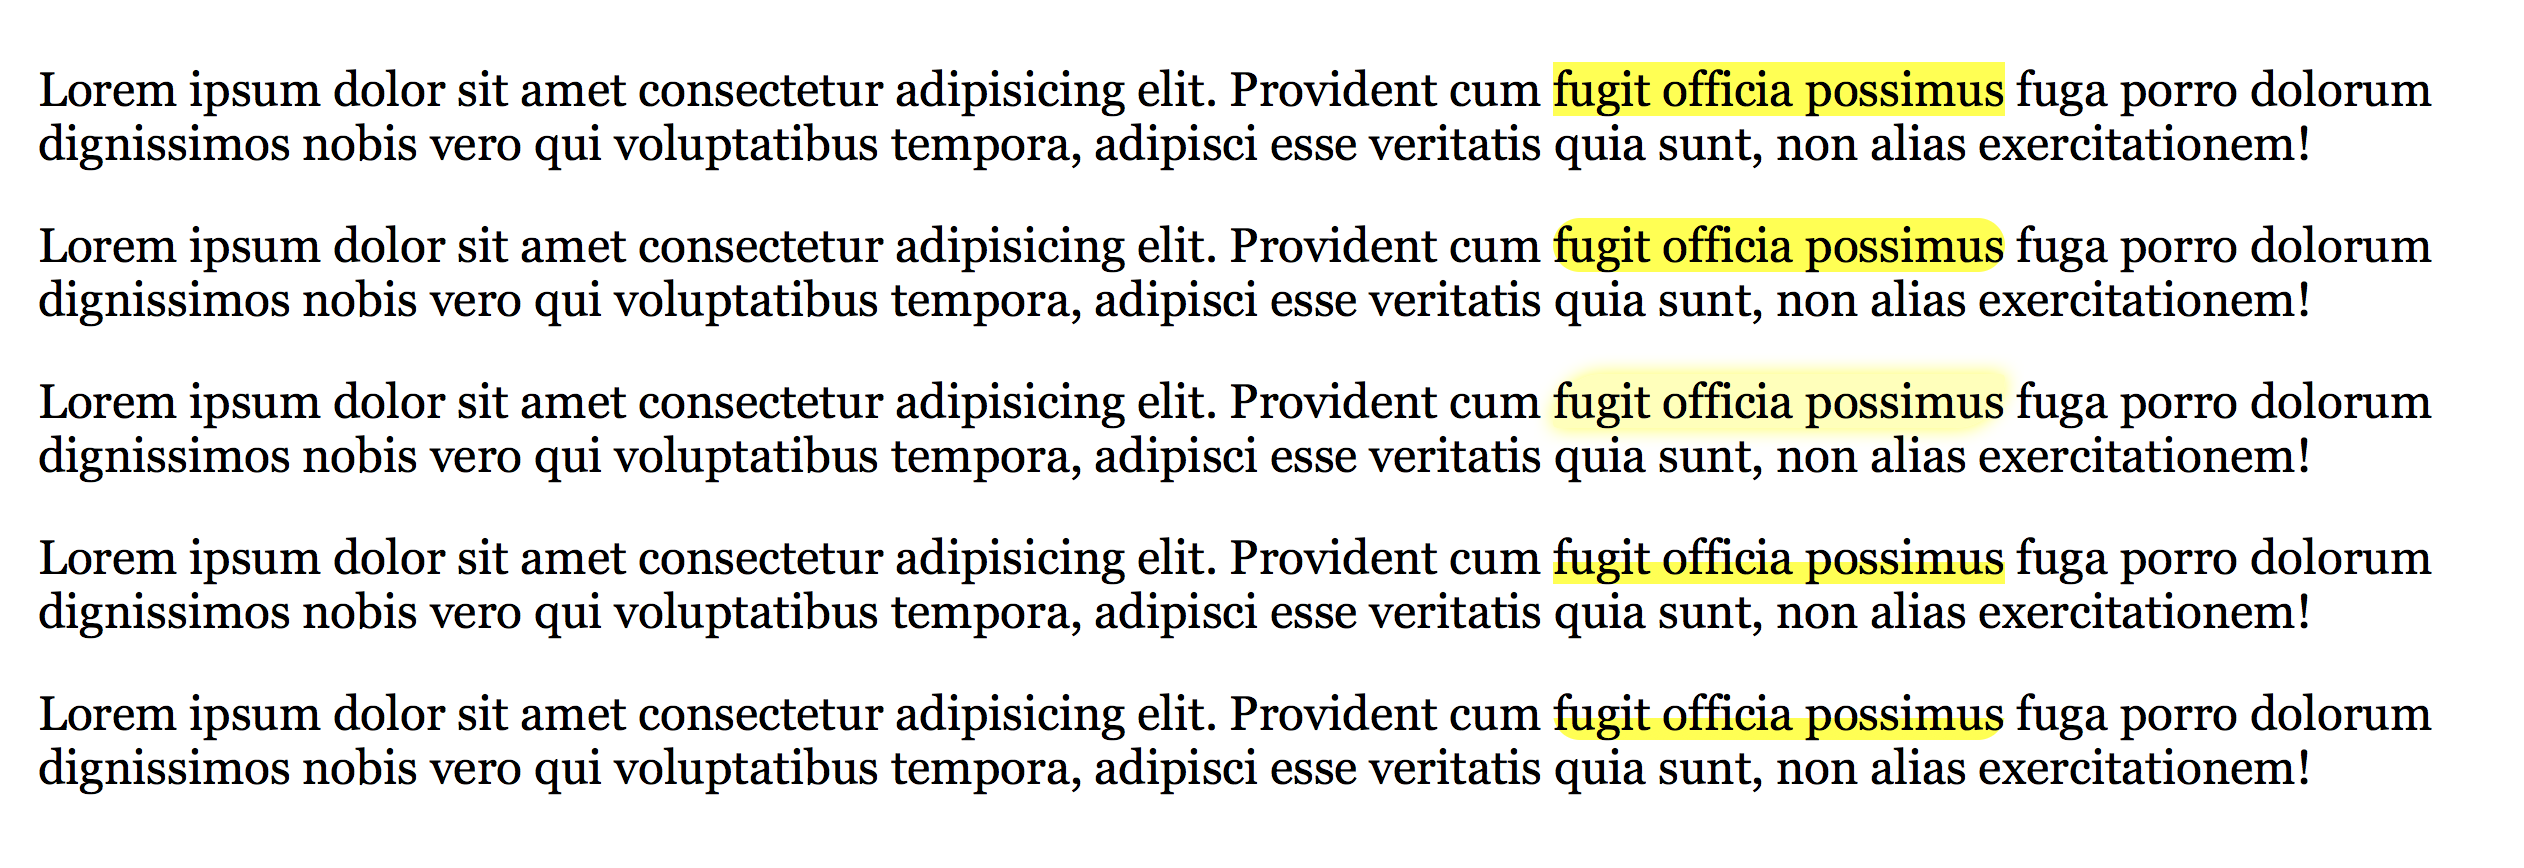 Lorem ipsum dolor sit amet consectetur adipisicing elit. Provident cum fugit officia possimus fuga porro dolorum
dignissimos nobis vero qui voluptatibus tempora, adipisci esse veritatis quia sunt, non alias exercitationem!
Lorem ipsum dolor sit amet consectetur adipisicing elit. Provident cum fugit officia possimus fuga porro dolorum
dignissimos nobis vero qui voluptatibus tempora, adipisci esse veritatis quia sunt, non alias exercitationem!
Lorem ipsum dolor sit amet consectetur adipisicing elit. Provident cum fugit officia possimus fuga porro dolorum
dignissimos nobis vero qui voluptatibus tempora, adipisci esse veritatis quia sunt, non alias exercitationem!
Lorem ipsum dolor sit amet consectetur adipisicing elit. Provident cum fugit officia possimus fuga porro dolorum
dignissimos nobis vero qui voluptatibus tempora, adipisci esse veritatis quia sunt, non alias exercitationem!
Lorem ipsum dolor sit amet consectetur adipisicing elit. Provident cum fugit officia possimus fuga porro dolorum
dignissimos nobis vero qui voluptatibus tempora, adipisci esse veritatis quia sunt, non alias exercitationem!